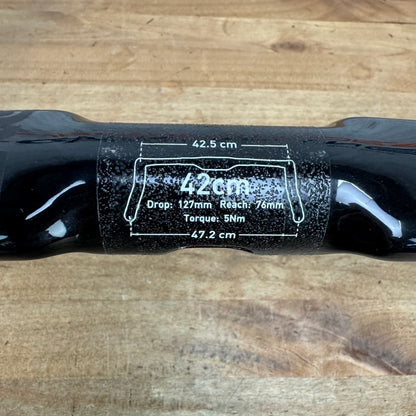 42.5 cm
42cm
Drop: 127mm Reach: 76mm
Torque: 5Nm
47.2 cm